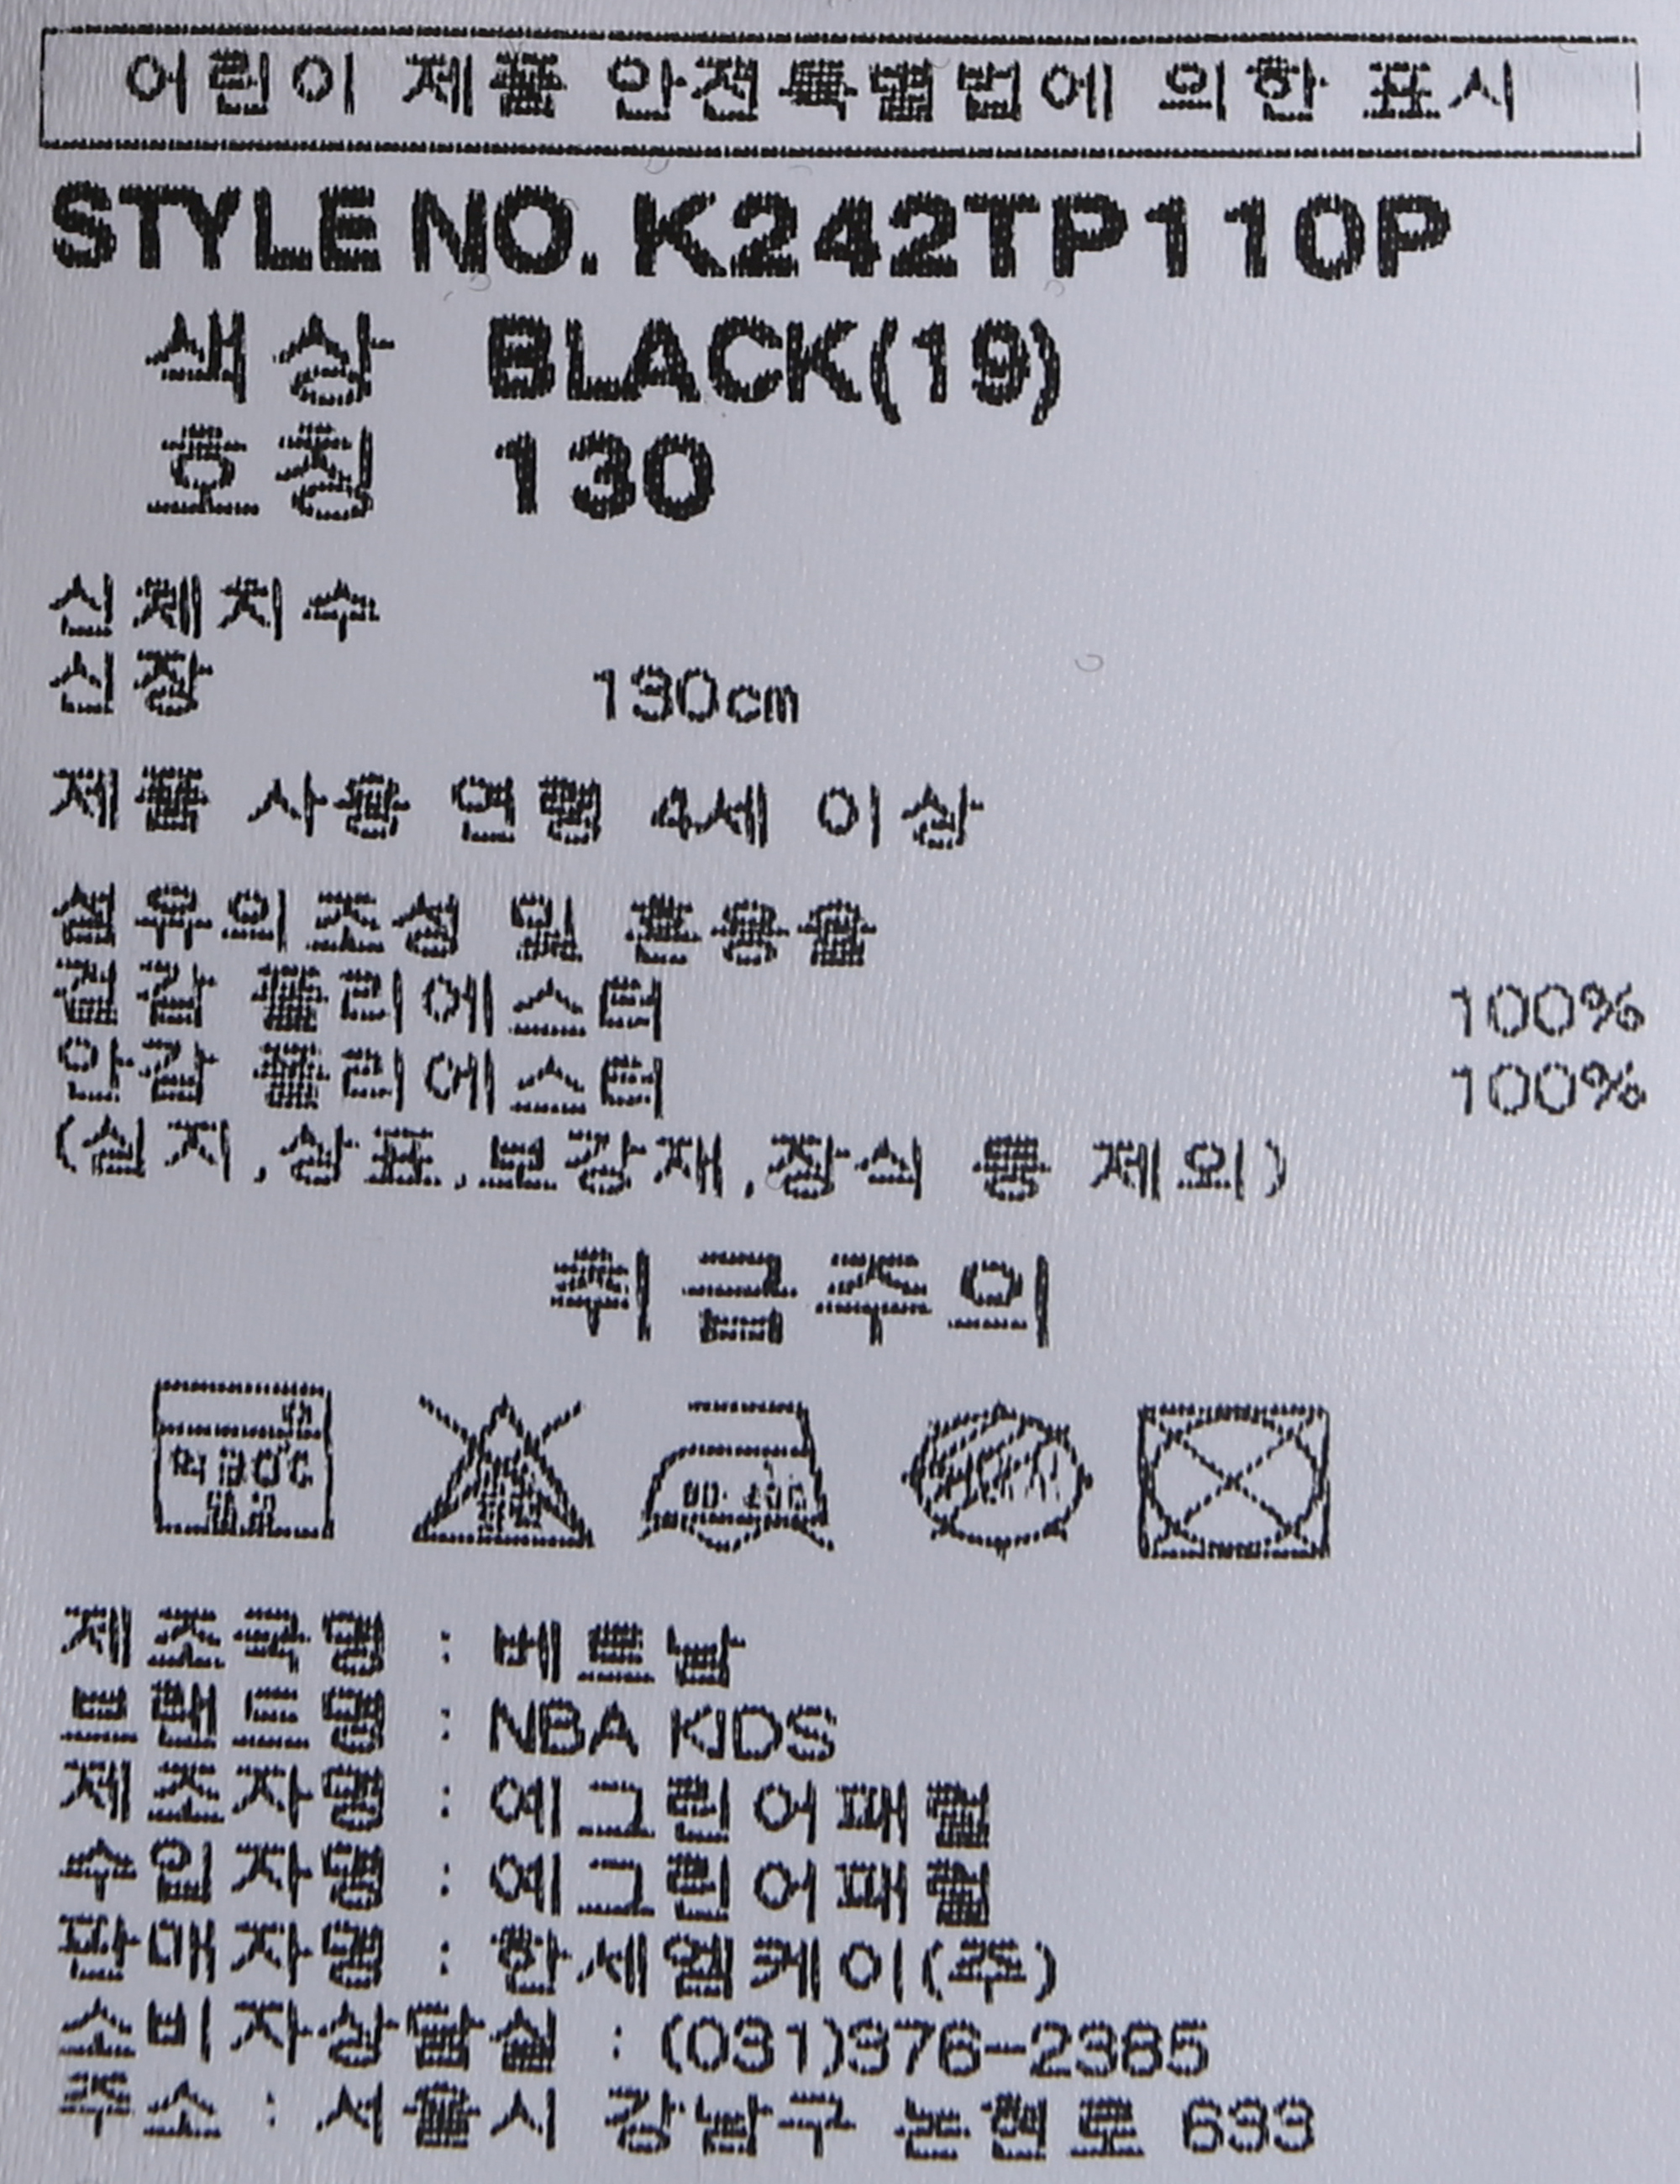 어린이 제품 안전특별법에 의한 표시
STYLE NO. K242TP110P
색상 BLACK(19)
호칭 130
신체치수
신장 130cm
제품 사용 연령 4세 이상
섬유의조성 및 혼용율
겉감 폴리에스터 100%
안감 폴리에스터 100%
(심지,상표,보강재,장식 등 제외)
취급주의
제조국명 : 베트남
브랜드명 : NBA KIDS
제조자명 : 예그린어패럴
수입자명 : 예그린어패럴
판매자명 : 한세엠케이(주)
소비자상담실 : (031)376-2385
주소 : 서울시 강남구 논현로 633